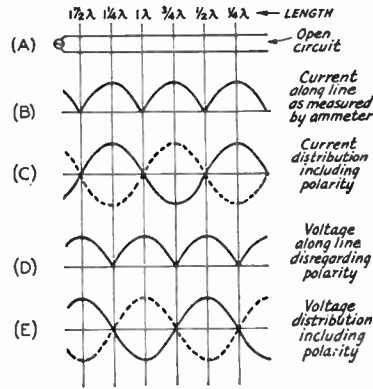 1½λ 1¼λ 1λ ¾λ ½λ ¼λ ← LENGTH
(A)
Open
circuit
(B)
Current
along line
as measured
by ammeter
(C)
Current
distribution
including
polarity
(D)
Voltage
along line
disregarding
polarity
(E)
Voltage
distribution
including
polarity